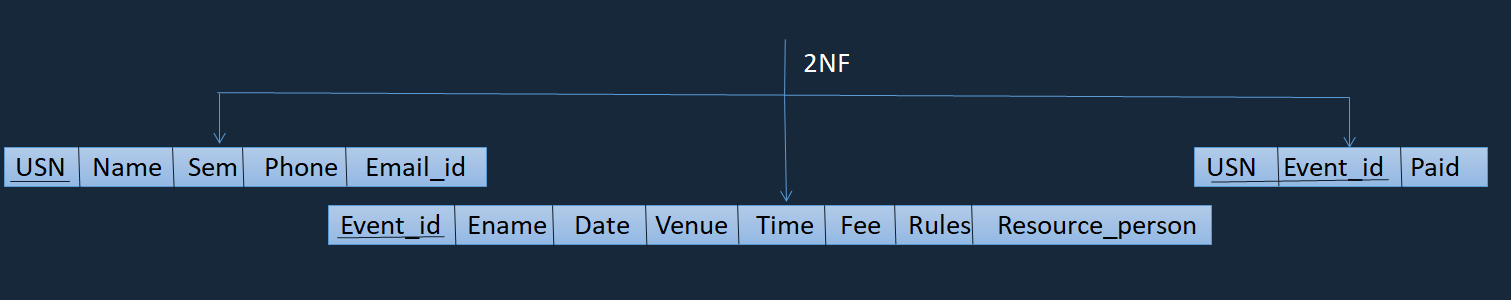 2NF
USN Name Sem Phone Email_id
USN Event_id Paid
Event_id Ename Date Venue Time Fee Rules Resource_person